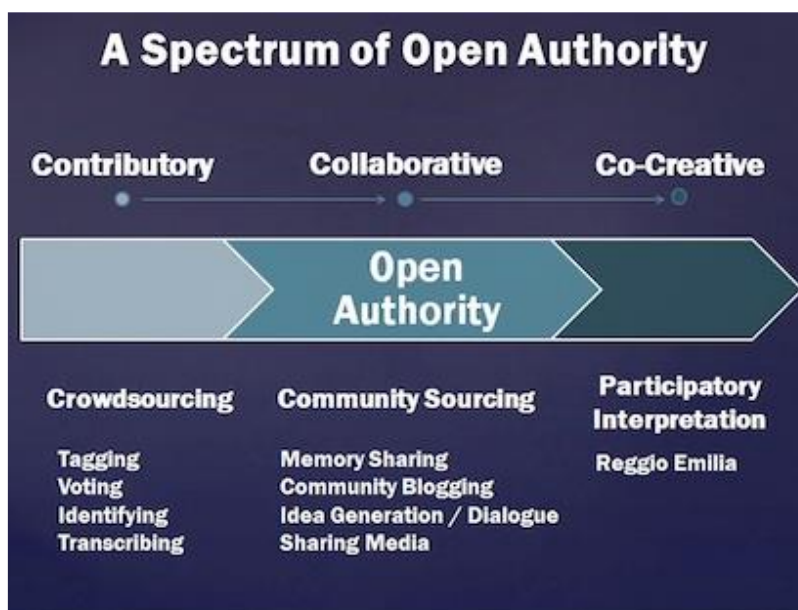 A Spectrum of Open Authority
Contributory
Collaborative
Co-Creative
Open
Authority
Crowdsourcing
Tagging
Voting
Identifying
Transcribing
Community Sourcing
Memory Sharing
Community Blogging
Idea Generation / Dialogue
Sharing Media
Participatory
Interpretation
Reggio Emilia